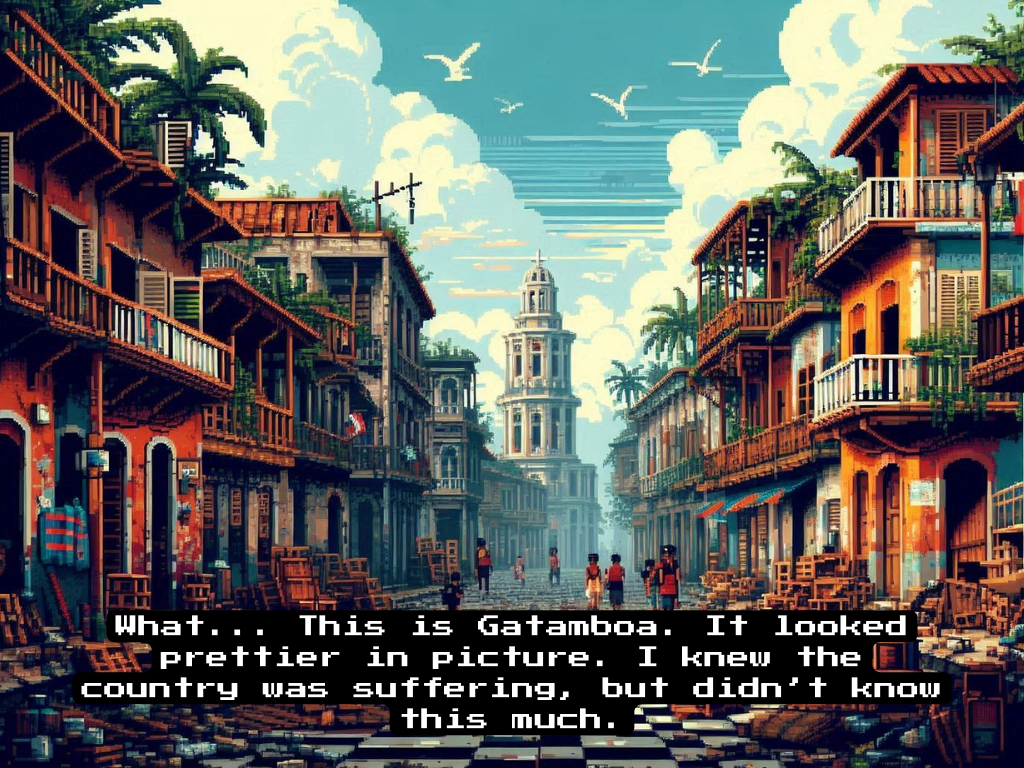 What... This is Gatamboa. It looked
prettier in picture. I knew the
country was suffering, but didn't know
this much.